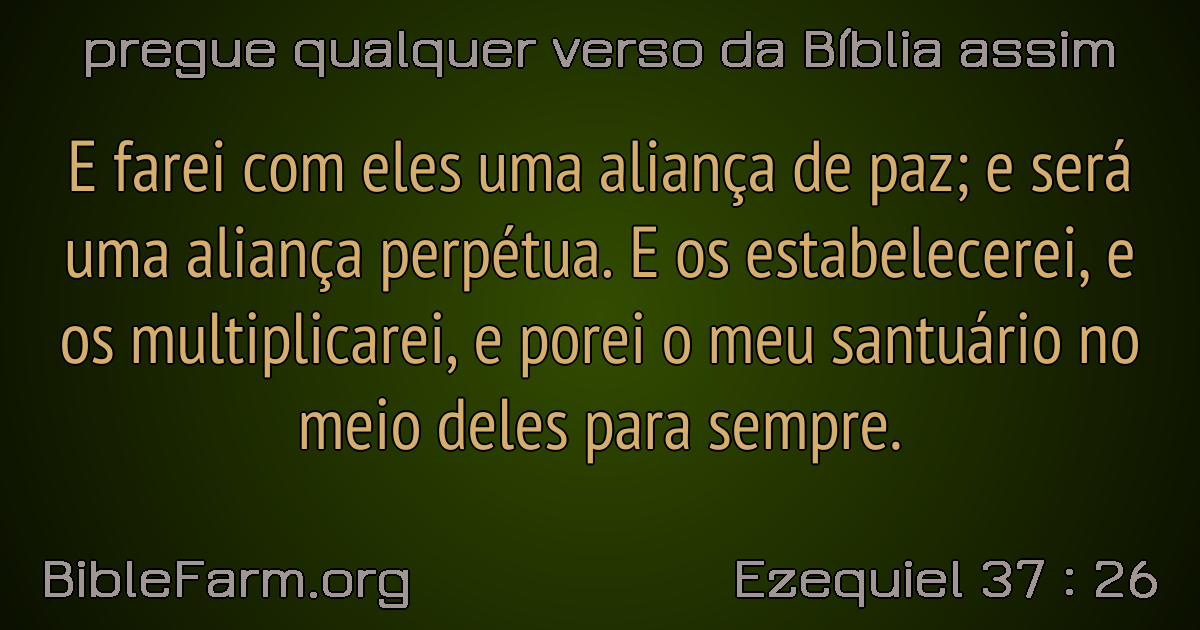 pregue qualquer verso da Bíblia assim
E farei com eles uma aliança de paz; e será
uma aliança perpétua. E os estabelecerei, e
os multiplicarei, e porei o meu santuário no
meio deles para sempre.
BibleFarm.org
Ezequiel 37 : 26